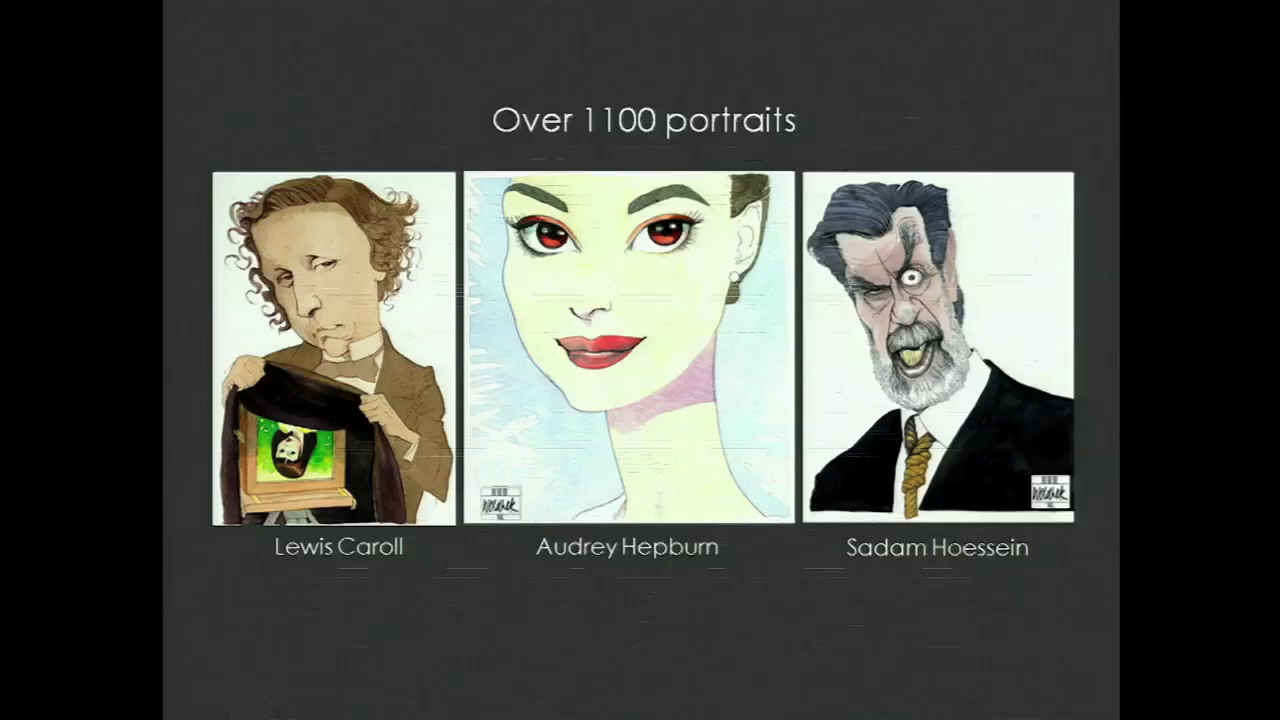 Over 1100 portraits
Lewis Caroll
Audrey Hepburn
Sadam Hoessein